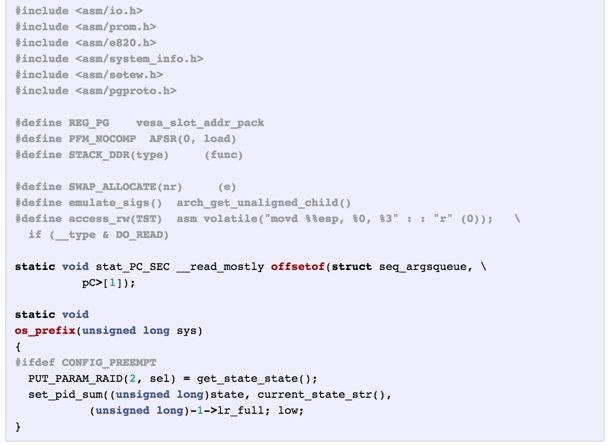 #include <asm/io.h>
#include <asm/prom.h>
#include <asm/e820.h>
#include <asm/system_info.h>
#include <asm/setew.h>
#include <asm/pgproto.h>
#define REG_PG    vesa_slot_addr_pack
#define PFM_NOCOMP  AFSR(0, load)
#define STACK_DDR(type)     (func)
#define SWAP_ALLOCATE(nr)     (e)
#define emulate_sigs()  arch_get_unaligned_child()
#define access_rw(TST)  asm volatile("movd %%esp, %0, %3" : : "r" (0));   \
  if (__type & DO_READ)
static void stat_PC_SEC __read_mostly offsetof(struct seq_argsqueue, \
          pC>[1]);
static void
os_prefix(unsigned long sys)
{
#ifdef CONFIG_PREEMPT
  PUT_PARAM_RAID(2, sel) = get_state_state();
  set_pid_sum((unsigned long)state, current_state_str(),
           (unsigned long)-1->lr_full; low;
}